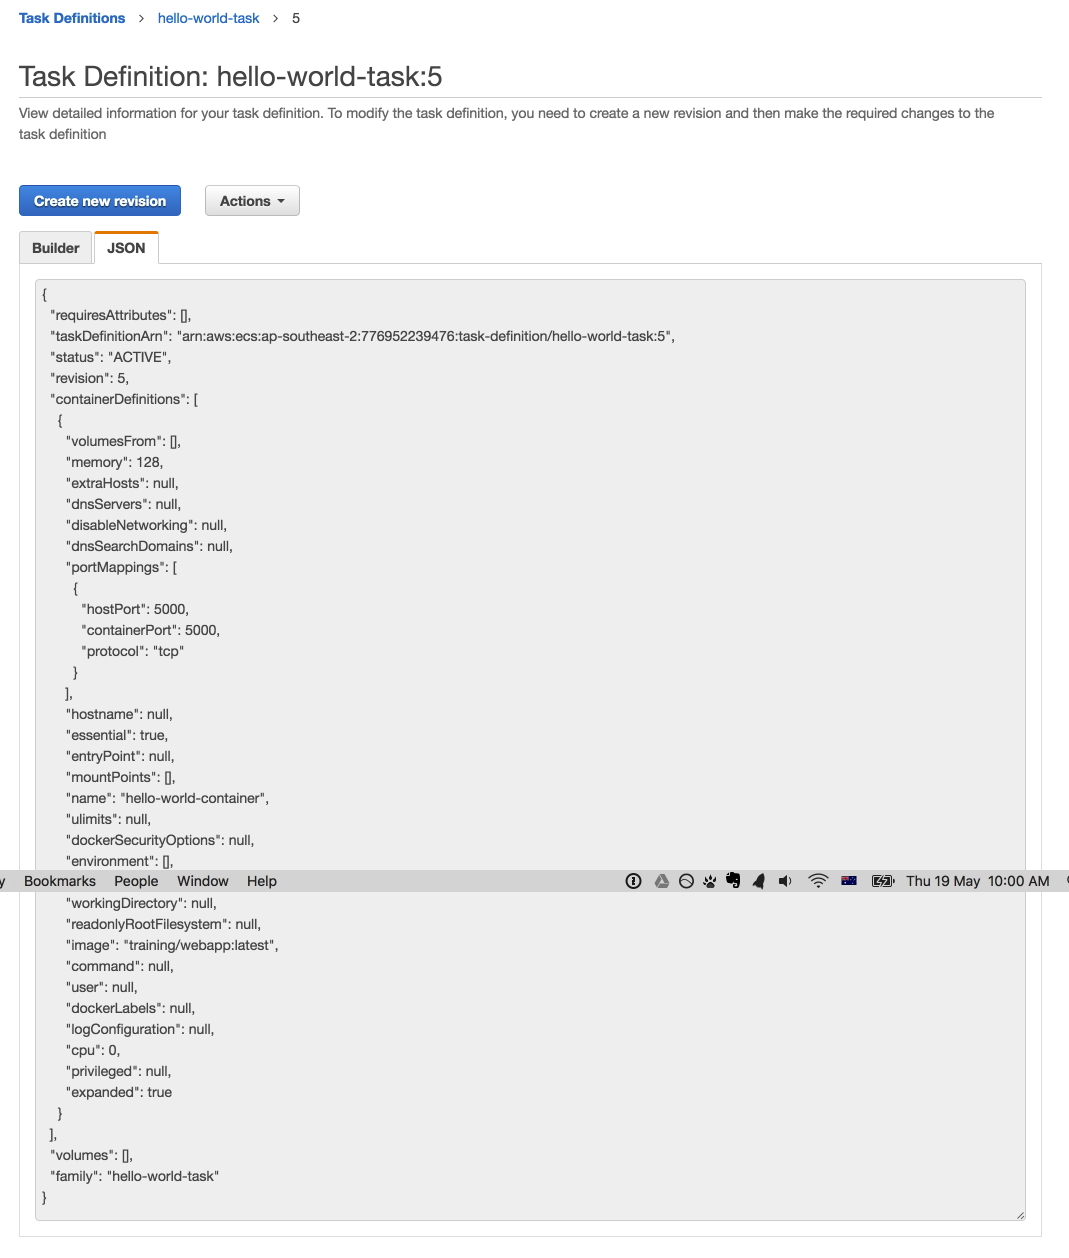 Task Definitions > hello-world-task > 5
Task Definition: hello-world-task:5
View detailed information for your task definition. To modify the task definition, you need to create a new revision and then make the required changes to the
task definition
Create new revision Actions
Builder JSON
{
"requiresAttributes": [],
"taskDefinitionArn": "arn:aws:ecs:ap-southeast-2:776952239476:task-definition/hello-world-task:5",
"status": "ACTIVE",
"revision": 5,
"containerDefinitions": [
{
"volumesFrom": [],
"memory": 128,
"extraHosts": null,
"dnsServers": null,
"disableNetworking": null,
"dnsSearchDomains": null,
"portMappings": [
{
"hostPort": 5000,
"containerPort": 5000,
"protocol": "tcp"
}
],
"hostname": null,
"essential": true,
"entryPoint": null,
"mountPoints": [],
"name": "hello-world-container",
"ulimits": null,
"dockerSecurityOptions": null,
"environment": [],
y Bookmarks People Window Help Thu 19 May 10:00 AM
"workingDirectory": null,
"readonlyRootFilesystem": null,
"image": "training/webapp:latest",
"command": null,
"user": null,
"dockerLabels": null,
"logConfiguration": null,
"cpu": 0,
"privileged": null,
"expanded": true
}
],
"volumes": [],
"family": "hello-world-task"
}